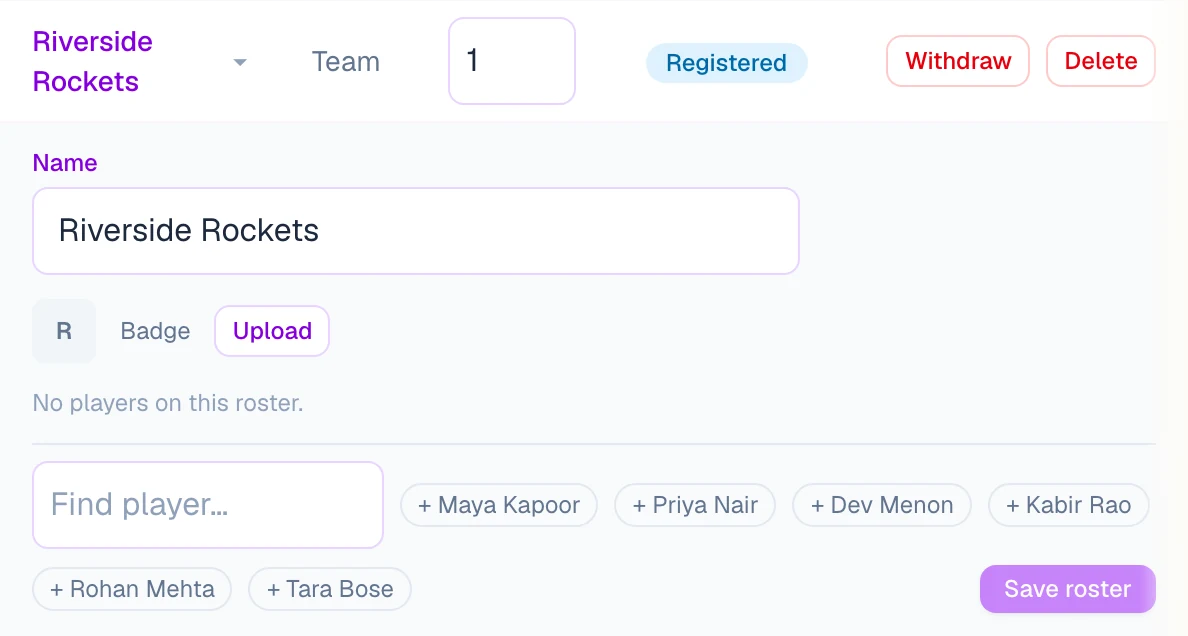 Riverside
Rockets
Team
1
Registered
Withdraw
Delete
Name
Riverside Rockets
R
Badge
Upload
No players on this roster.
Find player...
+ Maya Kapoor
+ Priya Nair
+ Dev Menon
+ Kabir Rao
+ Rohan Mehta
+ Tara Bose
Save roster